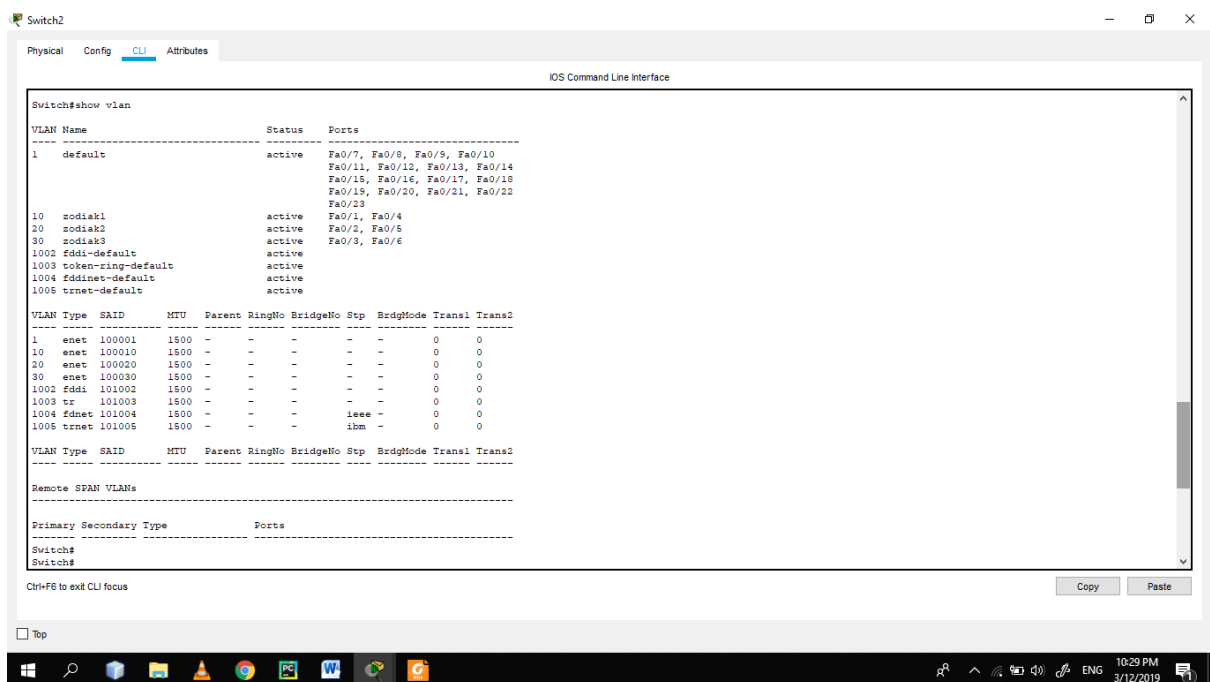 Switch2
Physical Config CLI Attributes
IOS Command Line Interface
Switch#show vlan
VLAN Name                             Status    Ports
---- -------------------------------- --------- -------------------------------
1    default                          active    Fa0/7, Fa0/8, Fa0/9, Fa0/10
                                                Fa0/11, Fa0/12, Fa0/13, Fa0/14
                                                Fa0/15, Fa0/16, Fa0/17, Fa0/18
                                                Fa0/19, Fa0/20, Fa0/21, Fa0/22
                                                Fa0/23
10   zodiak1                          active    Fa0/1, Fa0/4
20   zodiak2                          active    Fa0/2, Fa0/5
30   zodiak3                          active    Fa0/3, Fa0/6
1002 fddi-default                     active
1003 token-ring-default               active
1004 fddinet-default                  active
1005 trnet-default                    active
VLAN Type  SAID       MTU   Parent RingNo BridgeNo Stp  BrdgMode Trans1 Trans2
---- ----- ---------- ----- ------ ------ -------- ---- -------- ------ ------
1    enet  100001     1500  -      -      -        -    -        0      0
10   enet  100010     1500  -      -      -        -    -        0      0
20   enet  100020     1500  -      -      -        -    -        0      0
30   enet  100030     1500  -      -      -        -    -        0      0
1002 fddi  101002     1500  -      -      -        -    -        0      0
1003 tr    101003     1500  -      -      -        -    -        0      0
1004 fdnet 101004     1500  -      -      -        ieee -        0      0
1005 trnet 101005     1500  -      -      -        ibm  -        0      0
VLAN Type  SAID       MTU   Parent RingNo BridgeNo Stp  BrdgMode Trans1 Trans2
---- ----- ---------- ----- ------ ------ -------- ---- -------- ------ ------
Remote SPAN VLANs
------------------------------------------------------------------------------
Primary Secondary Type              Ports
------- --------- ----------------- ------------------------------------------
Switch#
Switch#
Ctrl+F6 to exit CLI focus
Copy Paste
Top
ENG 10:29 PM
3/12/2019